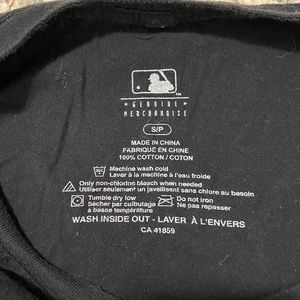 GENUINE
MERCHANDISE
S/P
MADE IN CHINA
FABRIQUÉ EN CHINE
100% COTTON / COTON
Machine wash cold
Laver à la machine à l'eau froide
Only non-chlorine bleach when needed
Utiliser seulement un javellisant sans chlore au besoin
Tumble dry low
Sécher par culbutage
à basse température
Do not iron
Ne pas repasser
WASH INSIDE OUT - LAVER À L'ENVERS
CA 41859